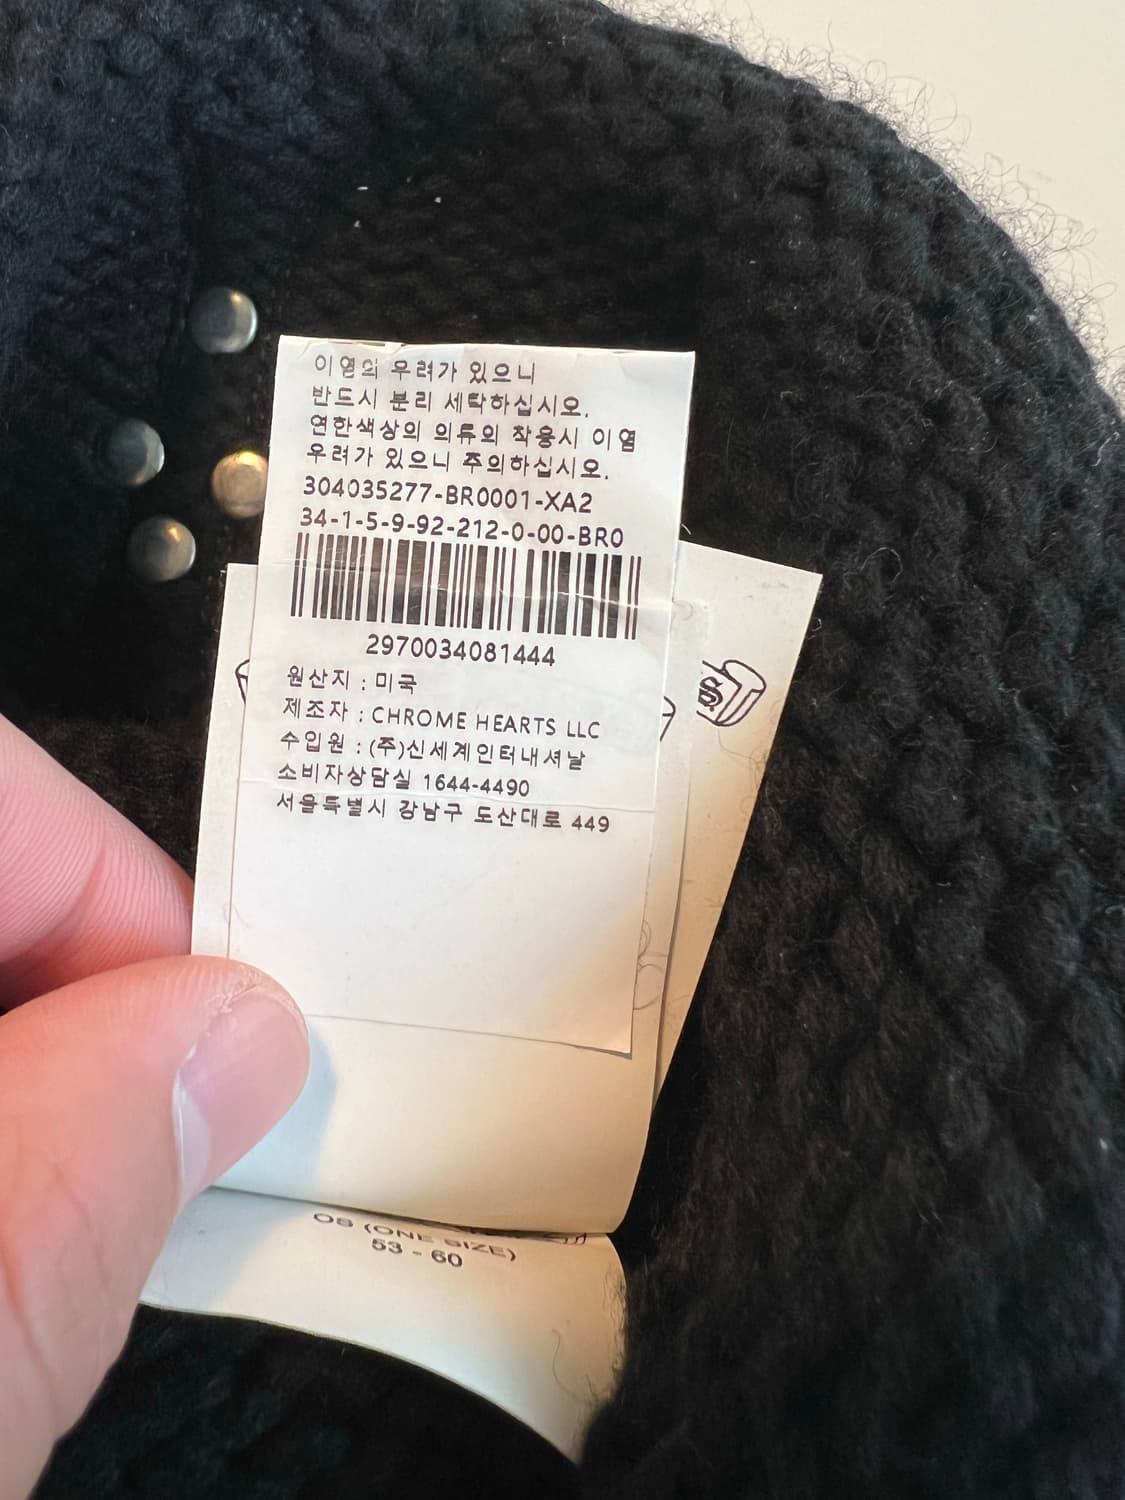 이염의 우려가 있으니
반드시 분리 세탁하십시오.
연한색상의 의류의 착용시 이염
우려가 있으니 주의하십시오.
304035277-BR0001-XA2
34-1-5-9-92-212-0-00-BR0
2970034081444
원산지 : 미국
제조자 : CHROME HEARTS LLC
수입원 : (주)신세계인터내셔날
소비자상담실 1644-4490
서울특별시 강남구 도산대로 449
OS (ONE SIZE)
53 - 60